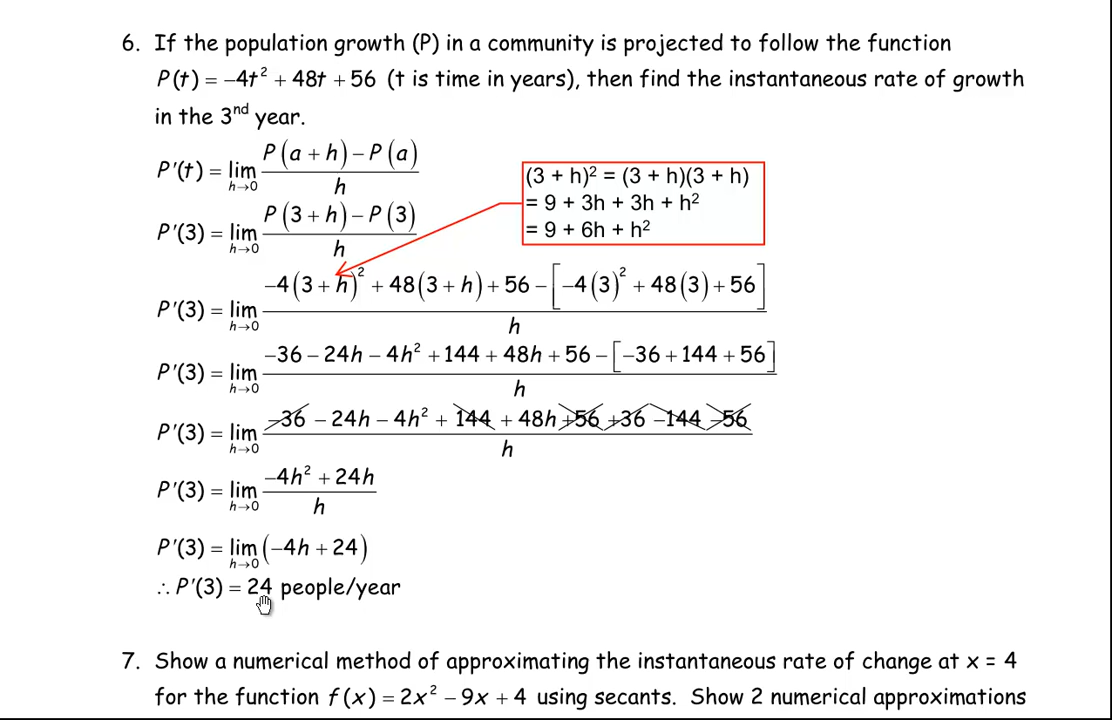 6. If the population growth (P) in a community is projected to follow the function
P(t) = −4t² + 48t + 56 (t is time in years), then find the instantaneous rate of growth
in the 3ⁿᵈ year.
P'(t) = lim h→0 (P(a + h) − P(a)) / h
(3 + h)² = (3 + h)(3 + h)
= 9 + 3h + 3h + h²
= 9 + 6h + h²
P'(3) = lim h→0 (P(3 + h) − P(3)) / h
P'(3) = lim h→0 (−4(3 + h)² + 48(3 + h) + 56 − [−4(3)² + 48(3) + 56]) / h
P'(3) = lim h→0 (−36 − 24h − 4h² + 144 + 48h + 56 − [−36 + 144 + 56]) / h
P'(3) = lim h→0 (−36 − 24h − 4h² + 144 + 48h + 56 + 36 − 144 − 56) / h
P'(3) = lim h→0 (−4h² + 24h) / h
P'(3) = lim h→0 (−4h + 24)
∴ P'(3) = 24 people/year
7. Show a numerical method of approximating the instantaneous rate of change at x = 4
for the function f(x) = 2x² − 9x + 4 using secants. Show 2 numerical approximations